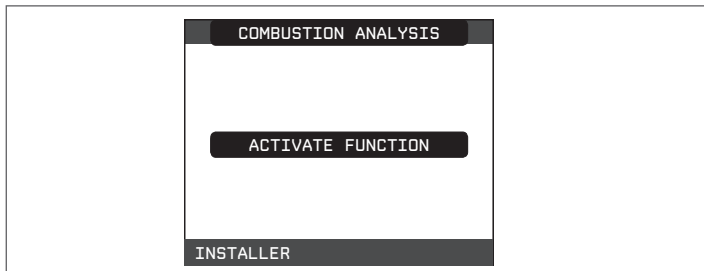 COMBUSTION ANALYSIS
ACTIVATE FUNCTION
INSTALLER